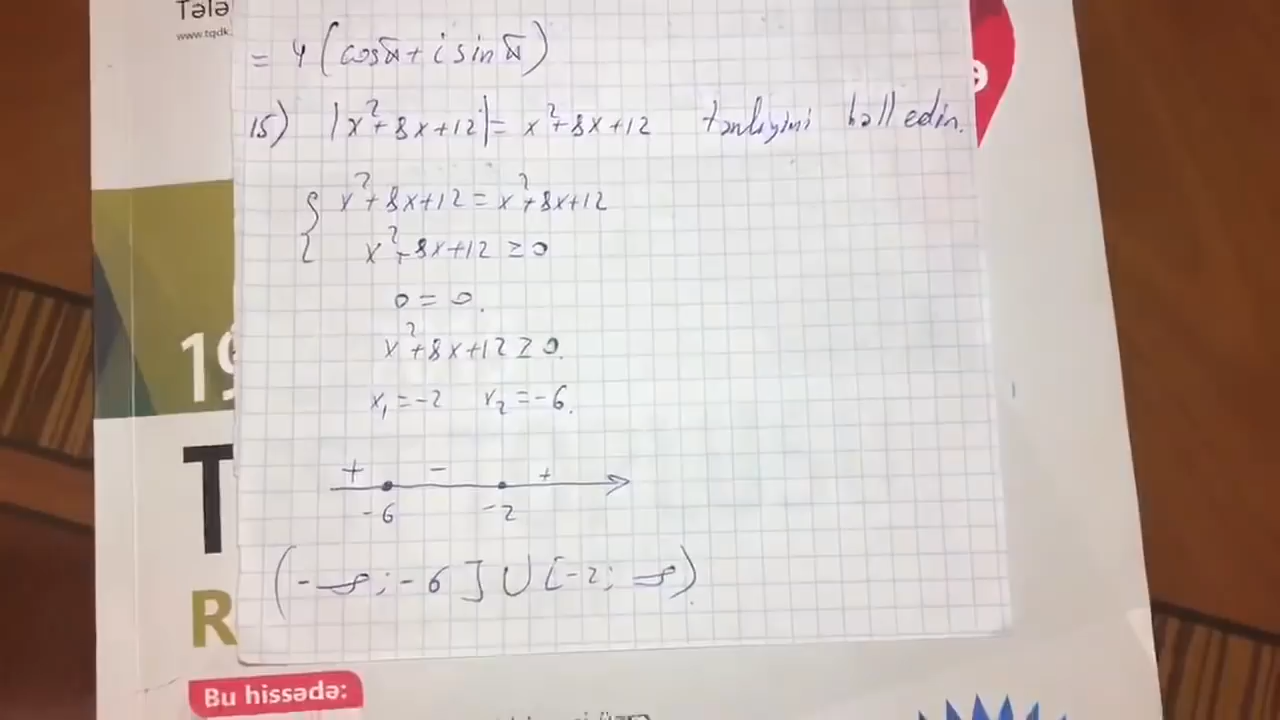 Tələ
www.tqdk.
= 4 (cosπ + i sin π)
15) |x²+8x+12| = x²+8x+12 tənliyini həll edin.
{ x²+8x+12 = x²+8x+12
x²+8x+12 ≥ 0
0 = 0.
x²+8x+12 ≥ 0.
x₁ = -2 x₂ = -6.
+ - +
-6 -2
(-∞; -6] ∪ [-2; ∞)
19
T
R
Bu hissədə: